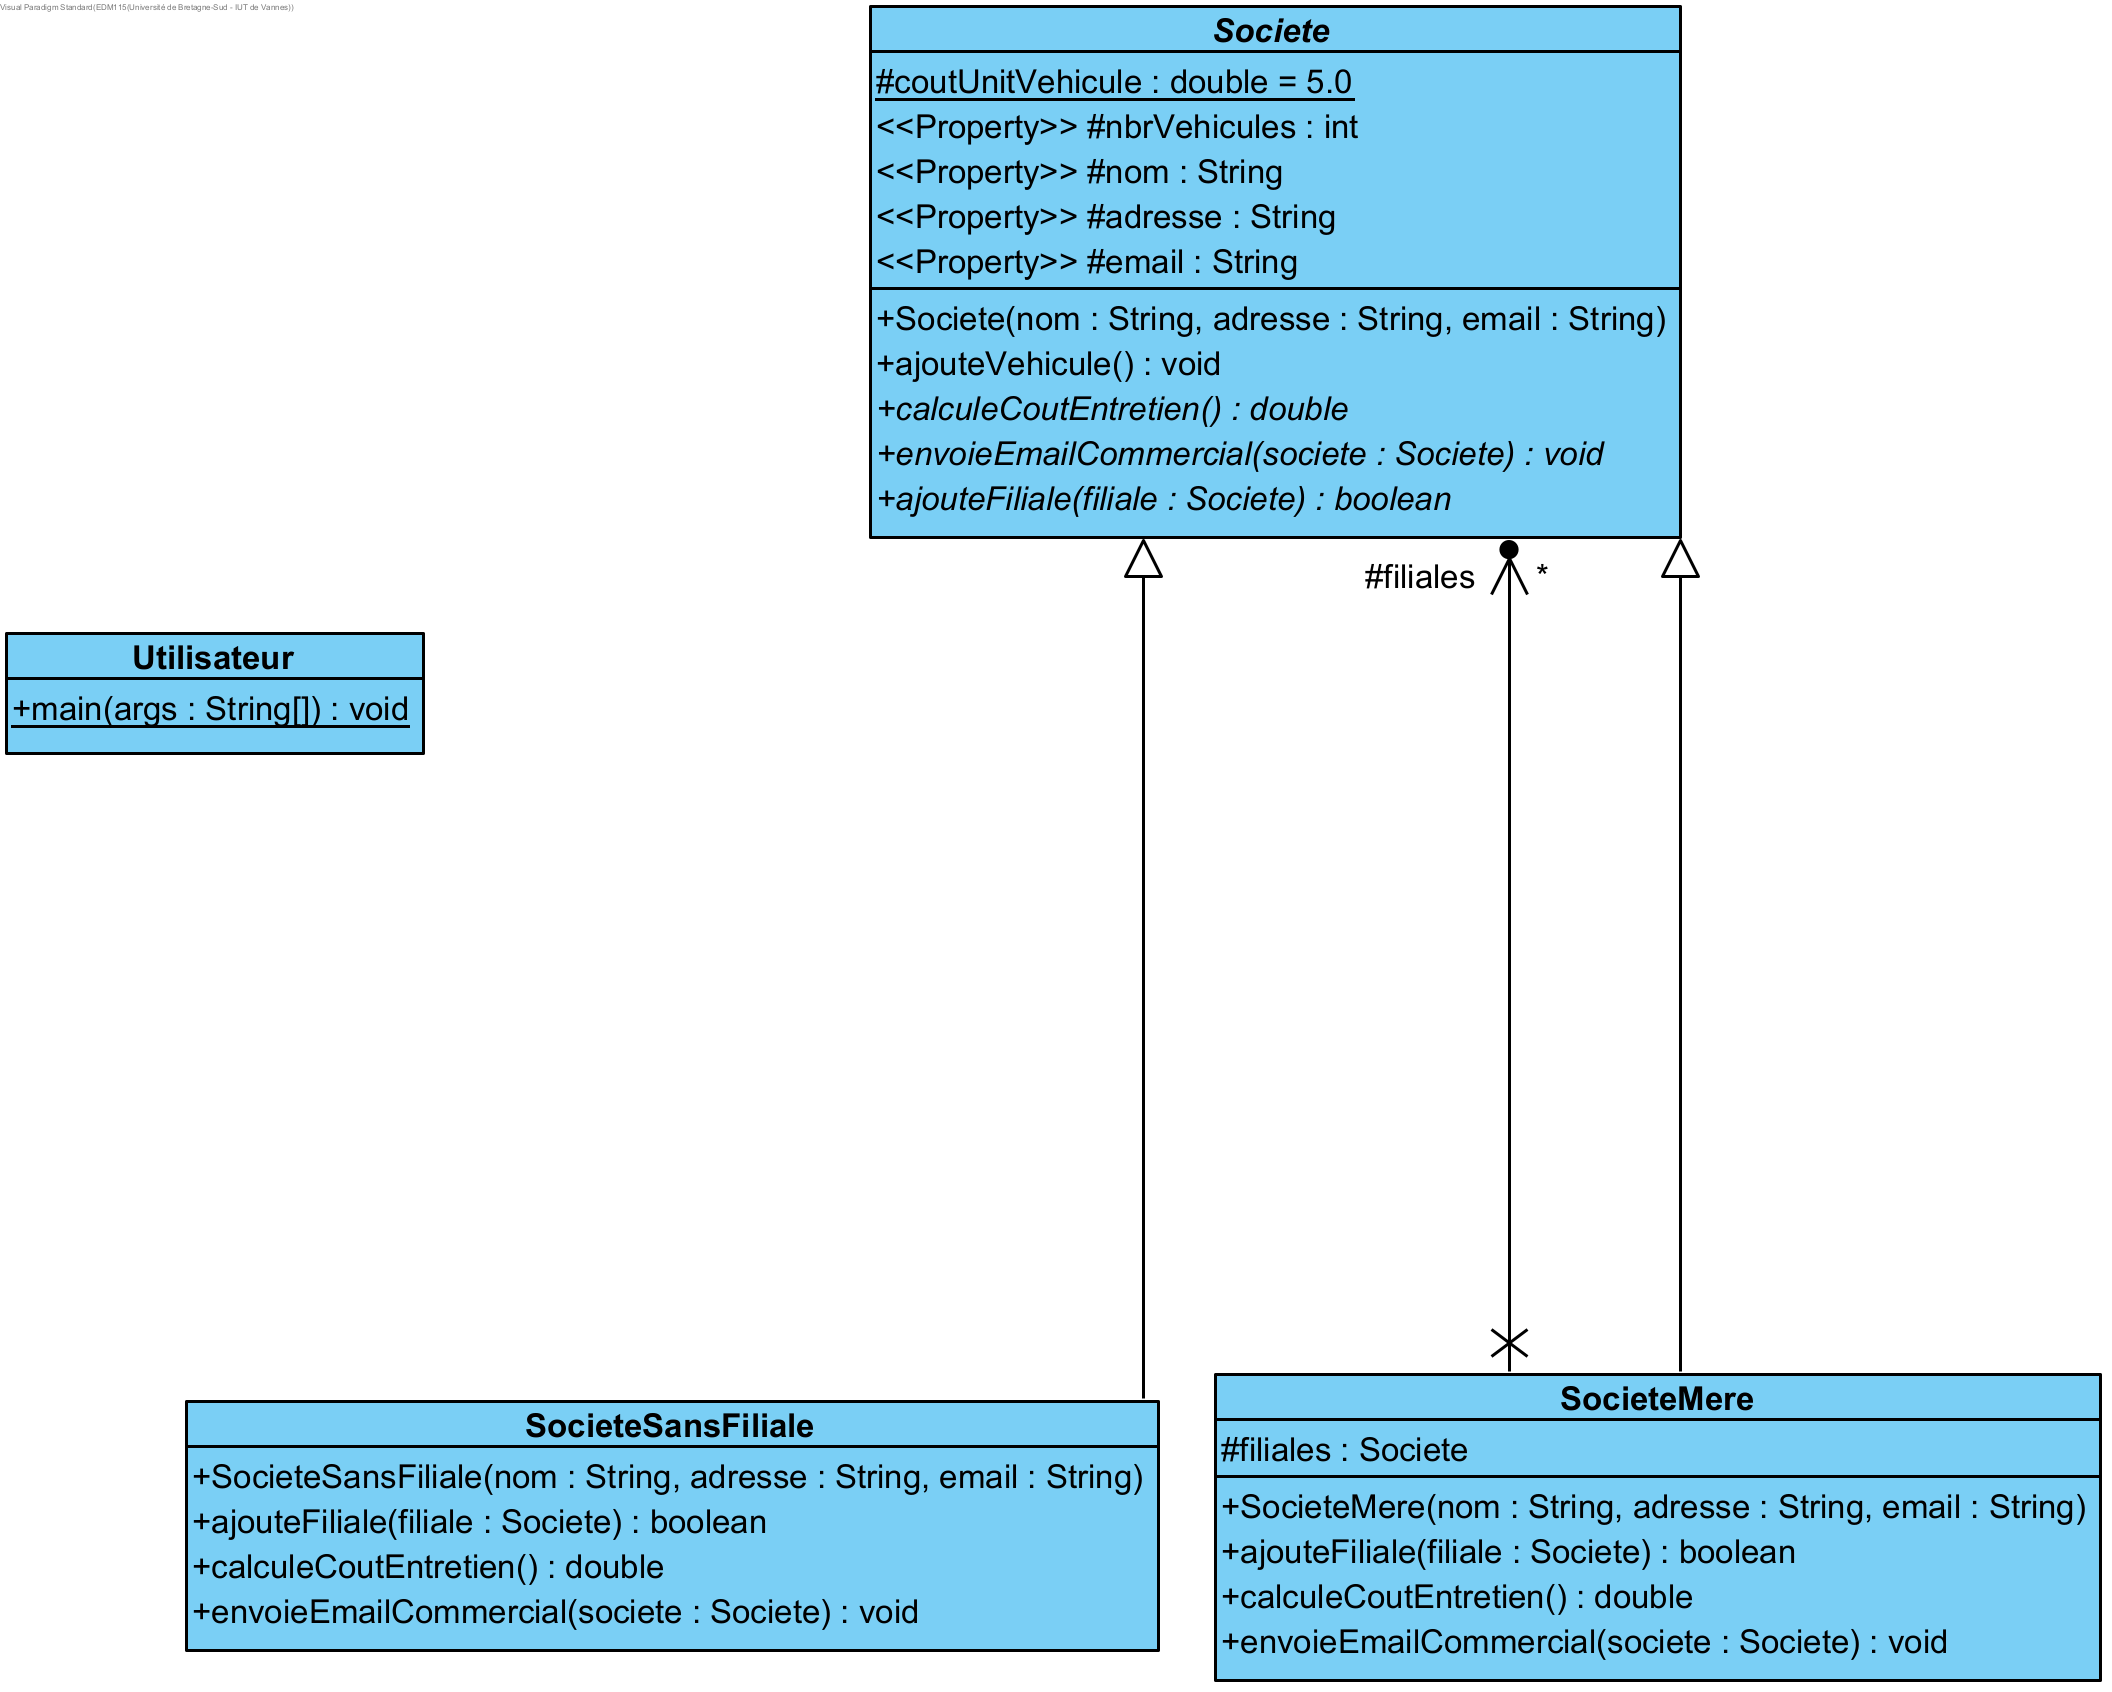 Visual Paradigm Standard(EDM115(Université de Bretagne-Sud - IUT de Vannes))
Societe
#coutUnitVehicule : double = 5.0
<<Property>> #nbrVehicules : int
<<Property>> #nom : String
<<Property>> #adresse : String
<<Property>> #email : String
+Societe(nom : String, adresse : String, email : String)
+ajouteVehicule() : void
+calculeCoutEntretien() : double
+envoieEmailCommercial(societe : Societe) : void
+ajouteFiliale(filiale : Societe) : boolean
#filiales *
Utilisateur
+main(args : String[]) : void
SocieteSansFiliale
+SocieteSansFiliale(nom : String, adresse : String, email : String)
+ajouteFiliale(filiale : Societe) : boolean
+calculeCoutEntretien() : double
+envoieEmailCommercial(societe : Societe) : void
SocieteMere
#filiales : Societe
+SocieteMere(nom : String, adresse : String, email : String)
+ajouteFiliale(filiale : Societe) : boolean
+calculeCoutEntretien() : double
+envoieEmailCommercial(societe : Societe) : void